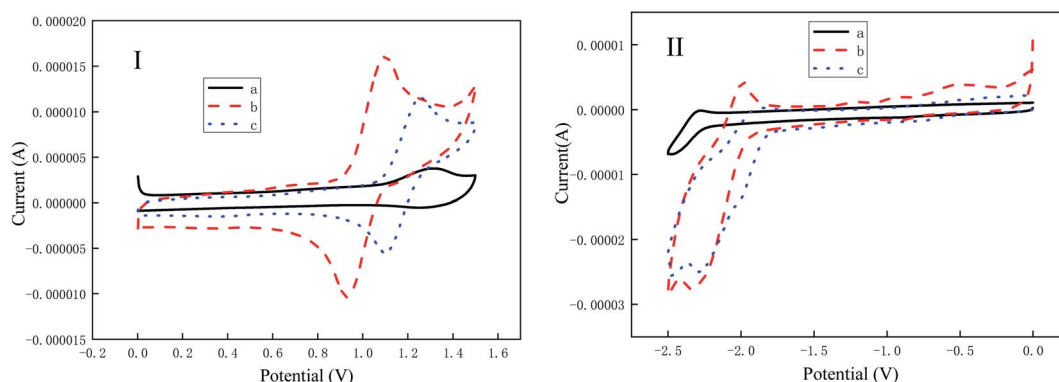 I
a
b
c
0.000020
0.000015
0.000010
0.000005
0.000000
-0.000005
-0.000010
-0.000015
-0.2 0.0 0.2 0.4 0.6 0.8 1.0 1.2 1.4 1.6
Current (A)
Potential (V)
II
a
b
c
0.00001
0.00000
-0.00001
-0.00002
-0.00003
-2.5 -2.0 -1.5 -1.0 -0.5 0.0
Current(A)
Potential (V)